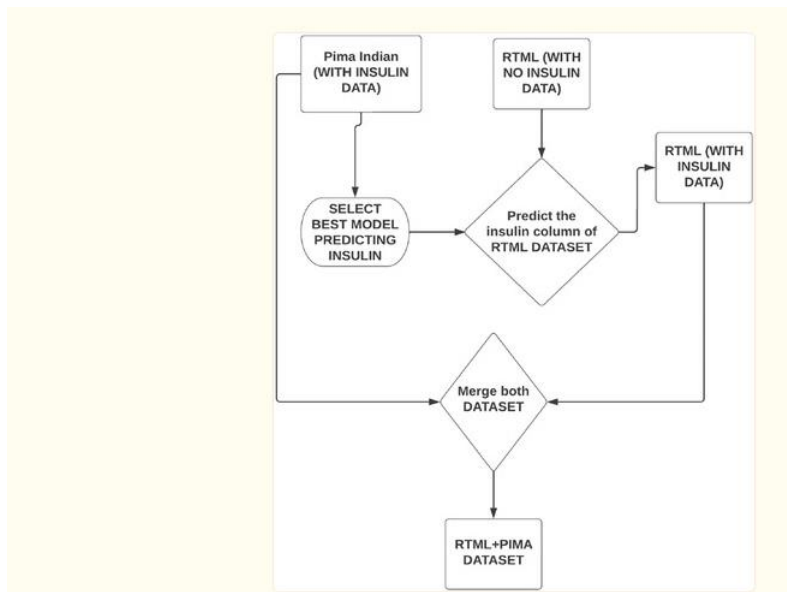 Pima Indian
(WITH INSULIN
DATA)
RTML (WITH
NO INSULIN
DATA)
RTML (WITH
INSULIN
DATA)
SELECT
BEST MODEL
PREDICTING
INSULIN
Predict the
insulin column of
RTML DATASET
Merge both
DATASET
RTML+PIMA
DATASET